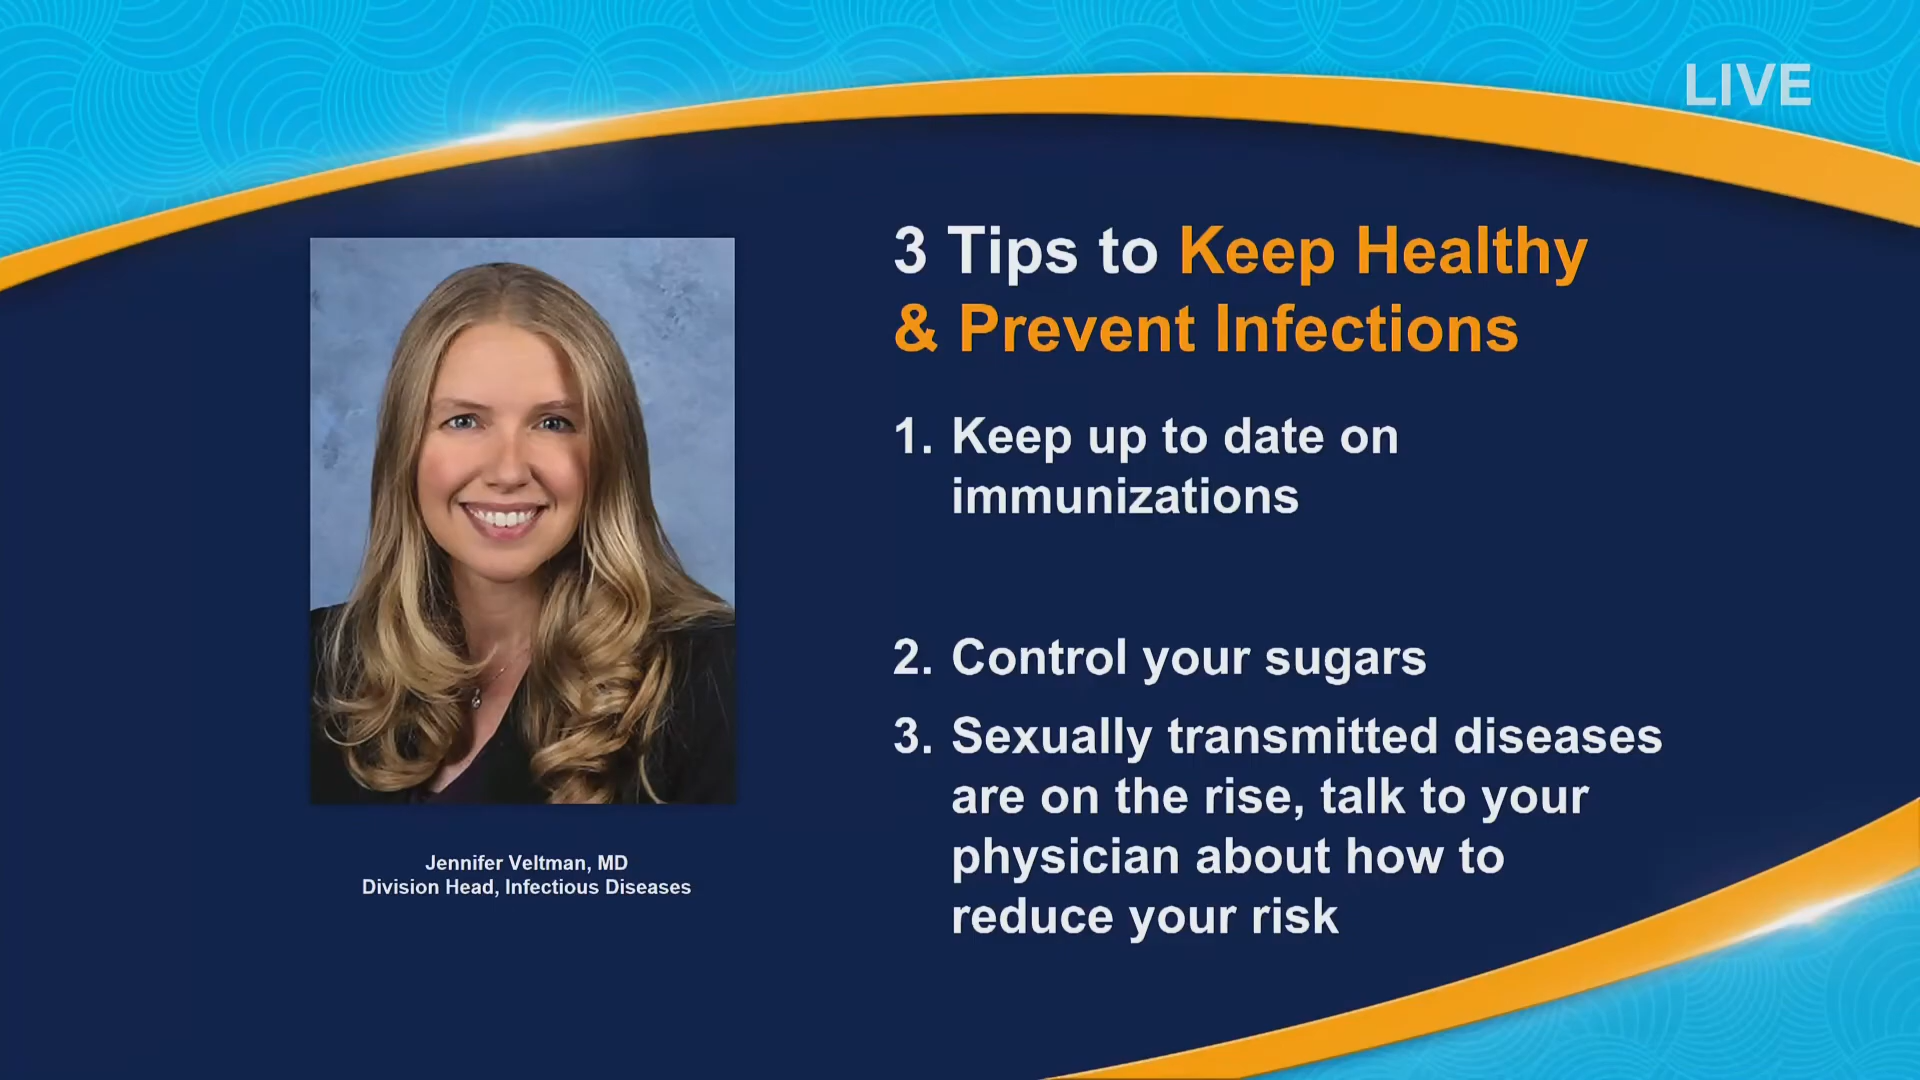 LIVE
3 Tips to Keep Healthy
& Prevent Infections
1. Keep up to date on
immunizations
2. Control your sugars
3. Sexually transmitted diseases
are on the rise, talk to your
physician about how to
reduce your risk
Jennifer Veltman, MD
Division Head, Infectious Diseases